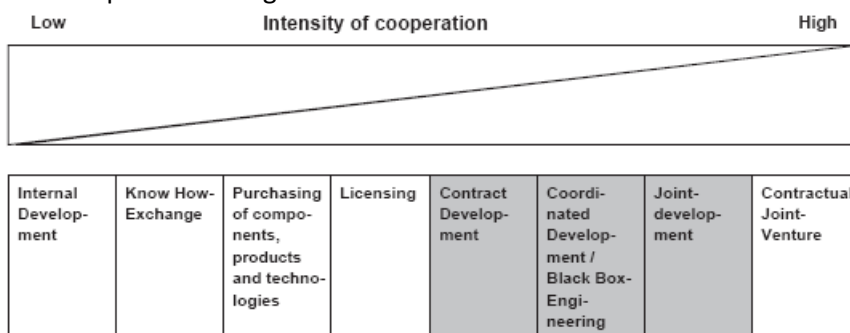 Low Intensity of cooperation High
Internal
Develop-
ment
Know How-
Exchange
Purchasing
of compo-
nents,
products
and techno-
logies
Licensing
Contract
Develop-
ment
Coordi-
nated
Develop-
ment /
Black Box-
Engi-
neering
Joint-
develop-
ment
Contractual
Joint-
Venture